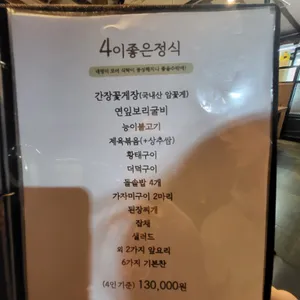 4이좋은정식
간장꽃게장(국내산 암꽃게)
연잎보리굴비
능이불고기
제육볶음(+상추쌈)
황태구이
더덕구이
돌솥밥 4개
가자미구이 2마리
된장찌개
잡채
샐러드
외 2가지 앞요리
6가지 기본찬
(4인 기준) 130,000원